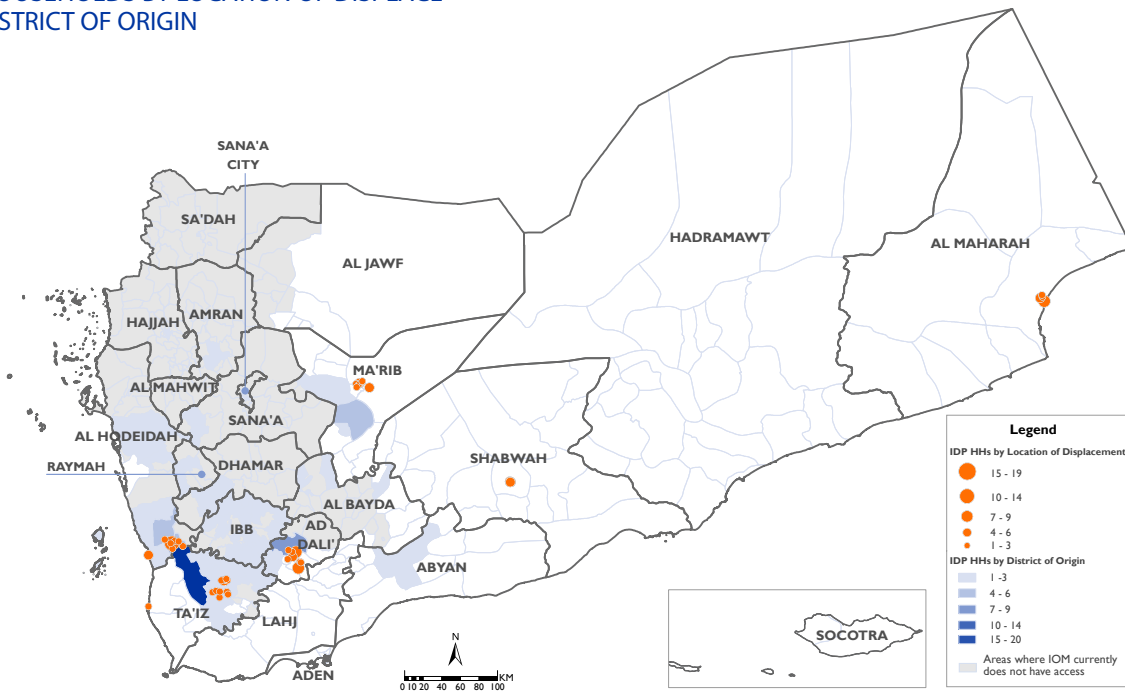 STRICT OF ORIGIN
SANA'A
CITY
SA'DAH
HADRAMAWT
AL MAHARAH
AL JAWF
HAJJAH
AMRAN
MA'RIB
AL MAHWIT
SANA'A
AL HODEIDAH
RAYMAH
DHAMAR
SHABWAH
AL BAYDA
IBB
AD
DALI'
ABYAN
TA'IZ
LAHJ
ADEN
SOCOTRA
N
0 10 20 40 60 80 100 KM
Legend
IDP HHs by Location of Displacement
15 - 19
10 - 14
7 - 9
4 - 6
1 - 3
IDP HHs by District of Origin
1 -3
4 - 6
7 - 9
10 - 14
15 - 20
Areas where IOM currently
does not have access